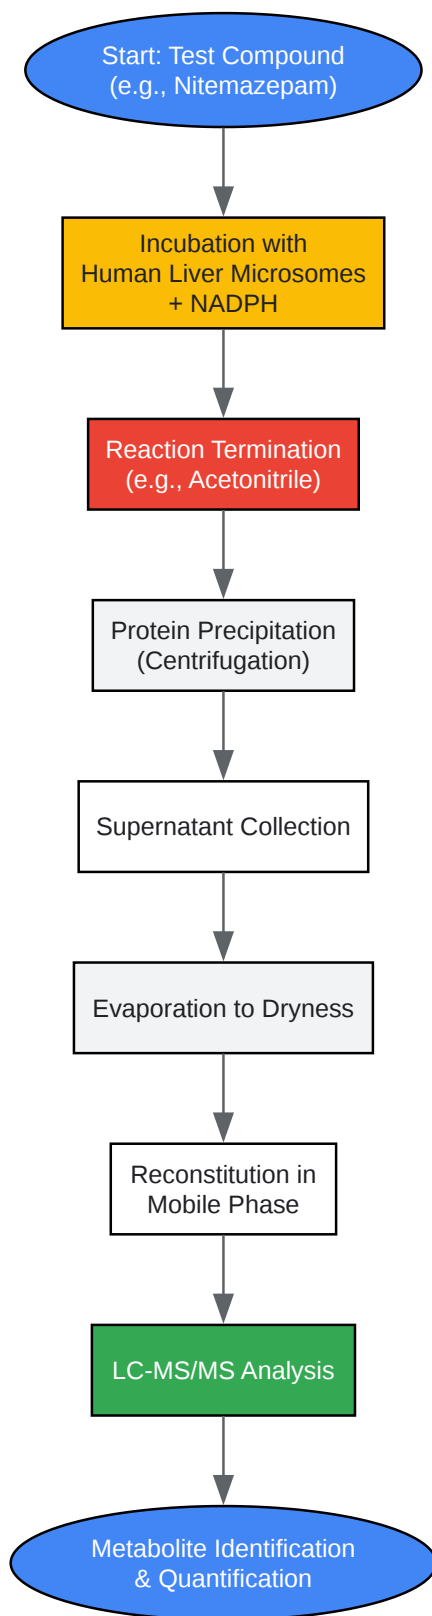 Start: Test Compound
(e.g., Nitemazepam)
Incubation with
Human Liver Microsomes
+ NADPH
Reaction Termination
(e.g., Acetonitrile)
Protein Precipitation
(Centrifugation)
Supernatant Collection
Evaporation to Dryness
Reconstitution in
Mobile Phase
LC-MS/MS Analysis
Metabolite Identification
& Quantification